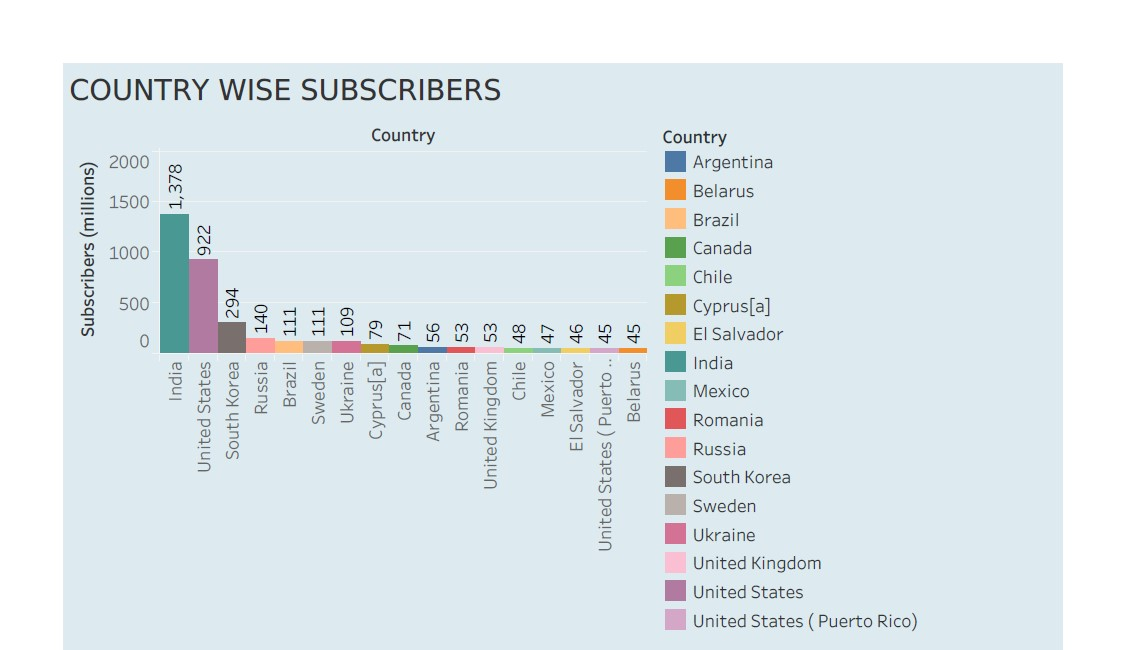 COUNTRY WISE SUBSCRIBERS
Country
Subscribers (millions)
2000
1500
1000
500
0
1,378
922
294
140
111
111
109
79
71
56
53
53
48
47
46
45
45
India
United States
South Korea
Russia
Brazil
Sweden
Ukraine
Cyprus[a]
Canada
Argentina
Romania
United Kingdom
Chile
Mexico
El Salvador
United States ( Puerto ..
Belarus
Country
Argentina
Belarus
Brazil
Canada
Chile
Cyprus[a]
El Salvador
India
Mexico
Romania
Russia
South Korea
Sweden
Ukraine
United Kingdom
United States
United States ( Puerto Rico)